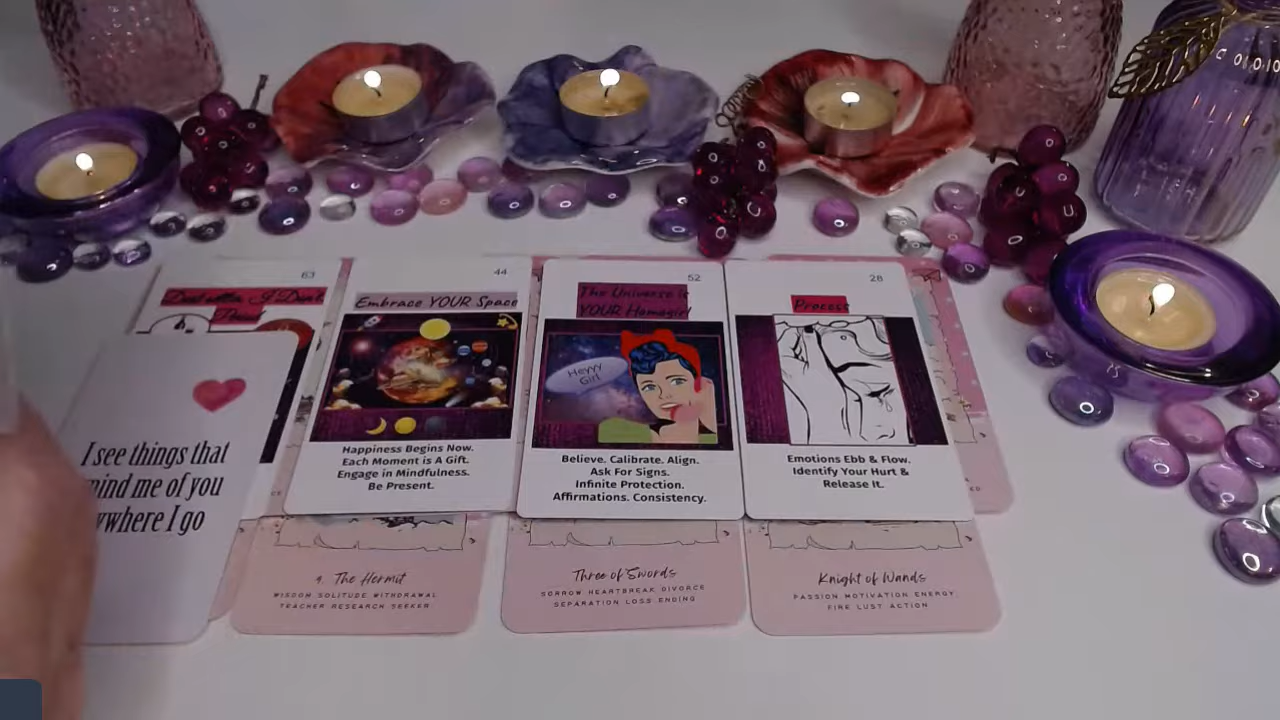 63
44
52
28
Embrace YOUR Space
The Universe is
YOUR Homegirl
Process
Heyyy
Girl
Happiness Begins Now.
Each Moment is A Gift.
Engage in Mindfulness.
Be Present.
Believe. Calibrate. Align.
Ask For Signs.
Infinite Protection.
Affirmations. Consistency.
Emotions Ebb & Flow.
Identify Your Hurt &
Release It.
I see things that
mind me of you
ywhere I go
9. The Hermit
WISDOM SOLITUDE WITHDRAWAL
TEACHER RESEARCH SEEKER
Three of Swords
SORROW HEARTBREAK DIVORCE
SEPARATION LOSS ENDING
Knight of Wands
PASSION MOTIVATION ENERGY
FIRE LUST ACTION